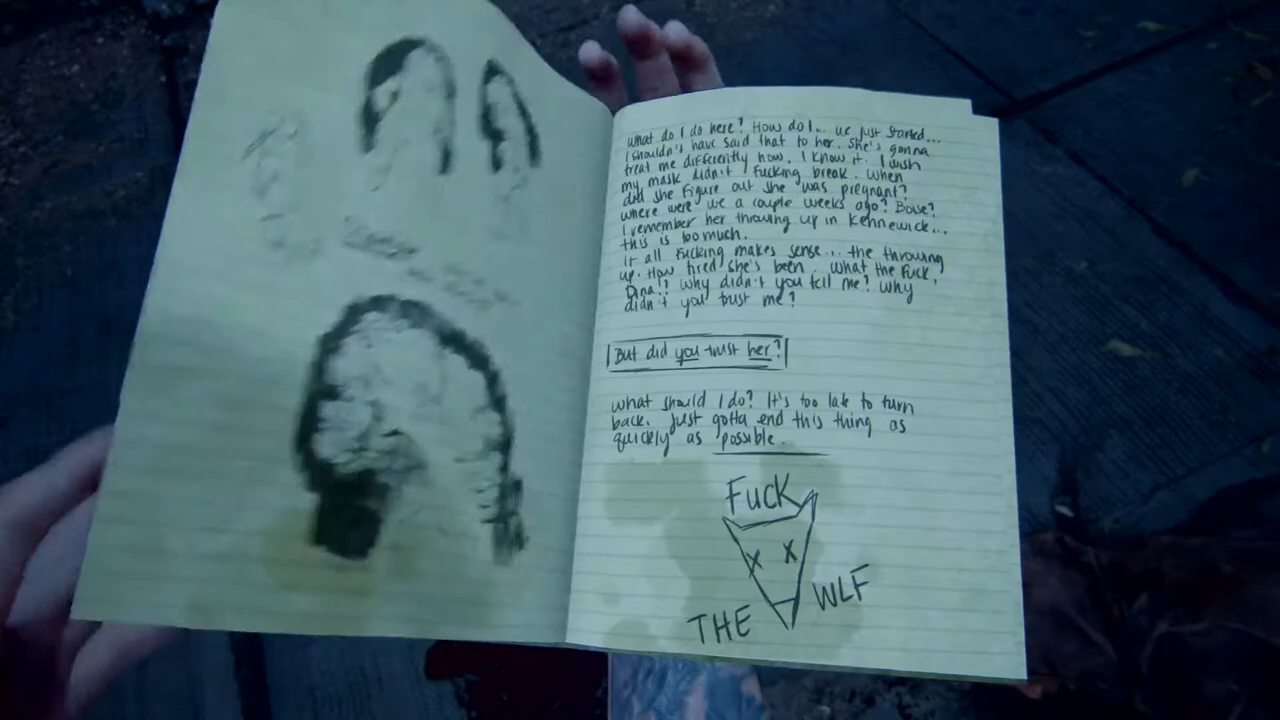 What do I do here? How do I... we just started...
I shouldn't have said that to her. She's gonna
treat me differently now. I know it. I wish
my mask didn't fucking break. When
did she figure out she was pregnant?
Where were we a couple weeks ago? Boise?
I remember her throwing up in Kennewick...
this is too much.
It all fucking makes sense... the throwing
up. How tired she's been. What the fuck,
Dina!? Why didn't you tell me? Why
didn't you trust me?
But did you trust her?
What should I do? It's too late to turn
back. Just gotta end this thing as
quickly as possible.
Fuck
THE WLF